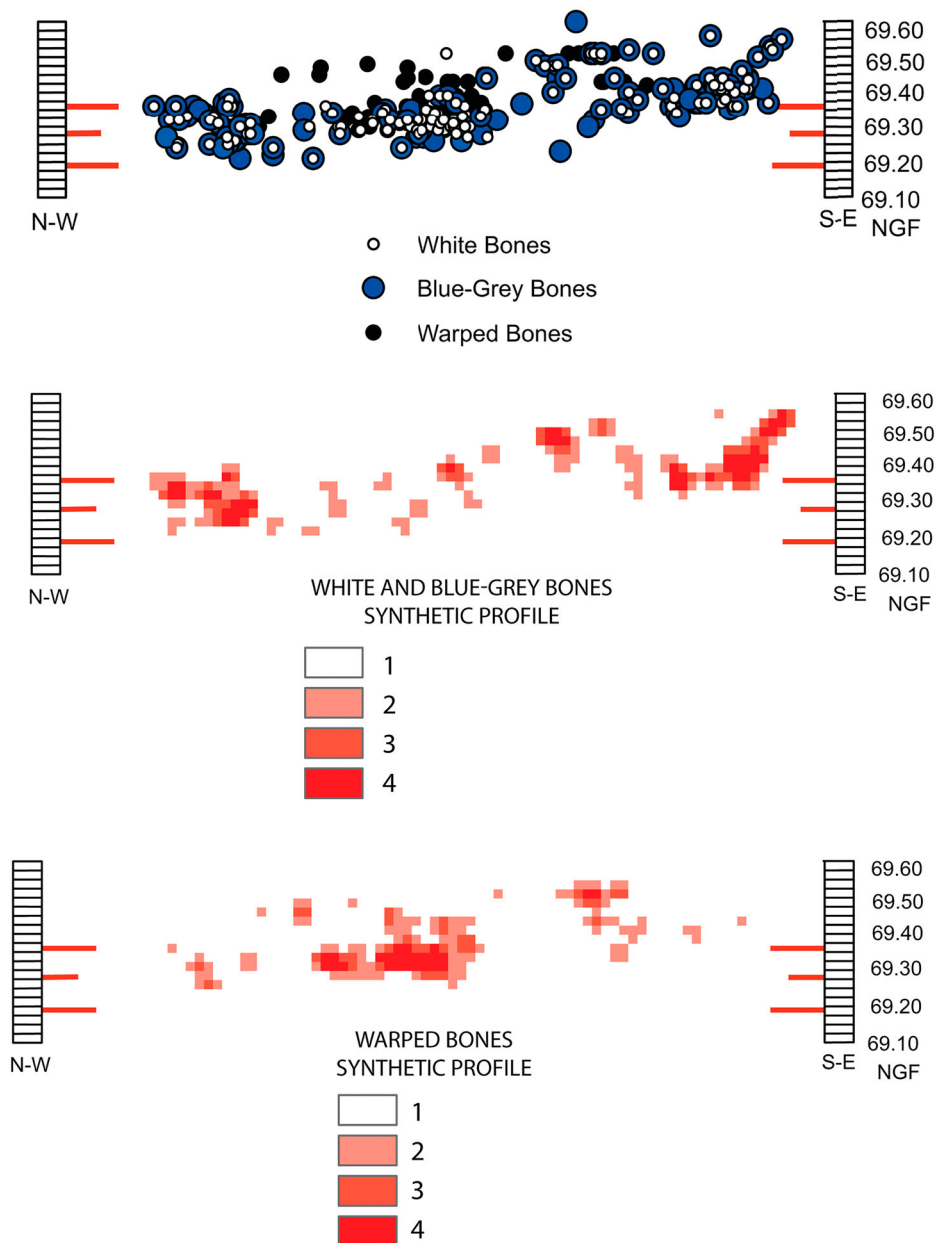 69.60
69.50
69.40
69.30
69.20
69.10
N-W
S-E
NGF
White Bones
Blue-Grey Bones
Warped Bones
69.60
69.50
69.40
69.30
69.20
69.10
N-W
S-E
NGF
WHITE AND BLUE-GREY BONES
SYNTHETIC PROFILE
1
2
3
4
69.60
69.50
69.40
69.30
69.20
69.10
N-W
S-E
NGF
WARPED BONES
SYNTHETIC PROFILE
1
2
3
4